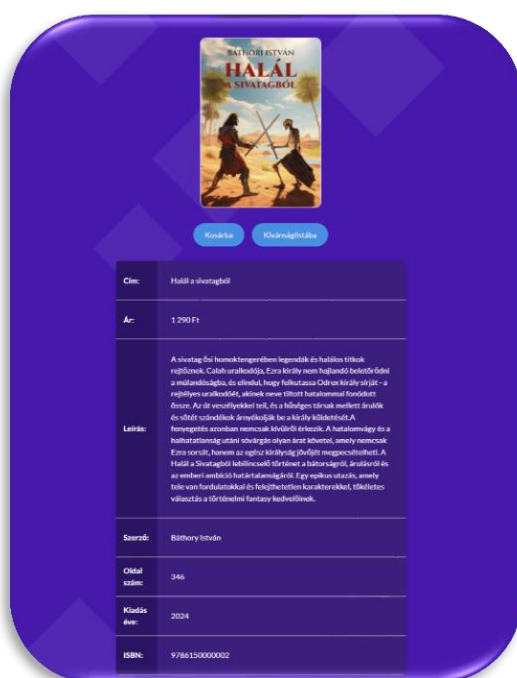 BÁTHORI ISTVÁN
HALÁL
A SIVATAGBÓL
Kosárba
Kívánságlistába
Cím:
Halál a sivatagból
Ár:
1 290 Ft
Leírás:
A sivatag ősi homoktengerében legendák és halálos titkok
rejtőznek. Calah uralkodója, Ezra király nem hajlandó beletörődni
a múlandóságba, és elindul, hogy felkutassa Odrox király sírját - a
rejtélyes uralkodóét, akinek neve tiltott hatalommal fonódott
össze. Az út veszélyekkel teli, és a hűséges társak mellett árulók
és sötét szándékok árnyékolják be a király küldetését.A
fenyegetés azonban nemcsak kívülről érkezik. A hatalomvágy és a
halhatatlanság utáni sóvárgás olyan árat követel, amely nemcsak
Ezra sorsát, hanem az egész királyság jövőjét megpecsételheti. A
Halál a Sivatagból lebilincselő történet a bátorságról, árulásról és
az emberi ambíció határtalanságáról. Egy epikus utazás, amely
tele van fordulatokkal és felejthetetlen karakterekkel, tökéletes
választás a történelmi fantasy kedvelőinek.
Szerző:
Báthory István
Oldal
szám:
346
Kiadás
éve:
2024
ISBN:
9786150000002